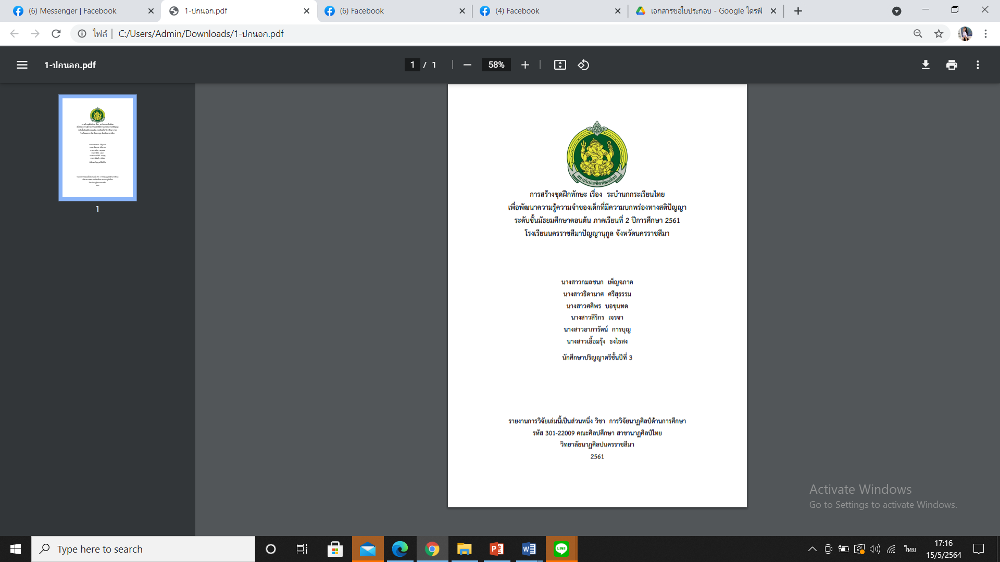 (6) Messenger | Facebook
1-ปกนอก.pdf
(6) Facebook
(4) Facebook
เอกสารขอใบประกอบ - Google ไดรฟ์
ไฟล์ | C:/Users/Admin/Downloads/1-ปกนอก.pdf
1-ปกนอก.pdf
1 / 1
58%
1
สถาบันบัณฑิตพัฒนศิลป์
การสร้างชุดฝึกทักษะ เรื่อง ระบำนกกระเรียนไทย
เพื่อพัฒนาความรู้ความจำของเด็กที่มีความบกพร่องทางสติปัญญา
ระดับชั้นมัธยมศึกษาตอนต้น ภาคเรียนที่ 2 ปีการศึกษา 2561
โรงเรียนนครราชสีมาปัญญานุกูล จังหวัดนครราชสีมา
นางสาวกมลชนก เพ็ญจภาค
นางสาวธิดามาศ ศรีสุธรรม
นางสาวศศิพร บอขุนทด
นางสาวสิริกร เจรจา
นางสาวอาภารัตน์ การบุญ
นางสาวเอื้อมรุ้ง ธงไธสง
นักศึกษาปริญญาตรีชั้นปีที่ 3
รายงานการวิจัยเล่มนี้เป็นส่วนหนึ่ง วิชา การวิจัยนาฏศิลป์ด้านการศึกษา
รหัส 301-22009 คณะศิลปศึกษา สาขานาฏศิลป์ไทย
วิทยาลัยนาฏศิลปนครราชสีมา
2561
Activate Windows
Go to Settings to activate Windows.
Type here to search
LINE
ไทย
17:16
15/5/2564